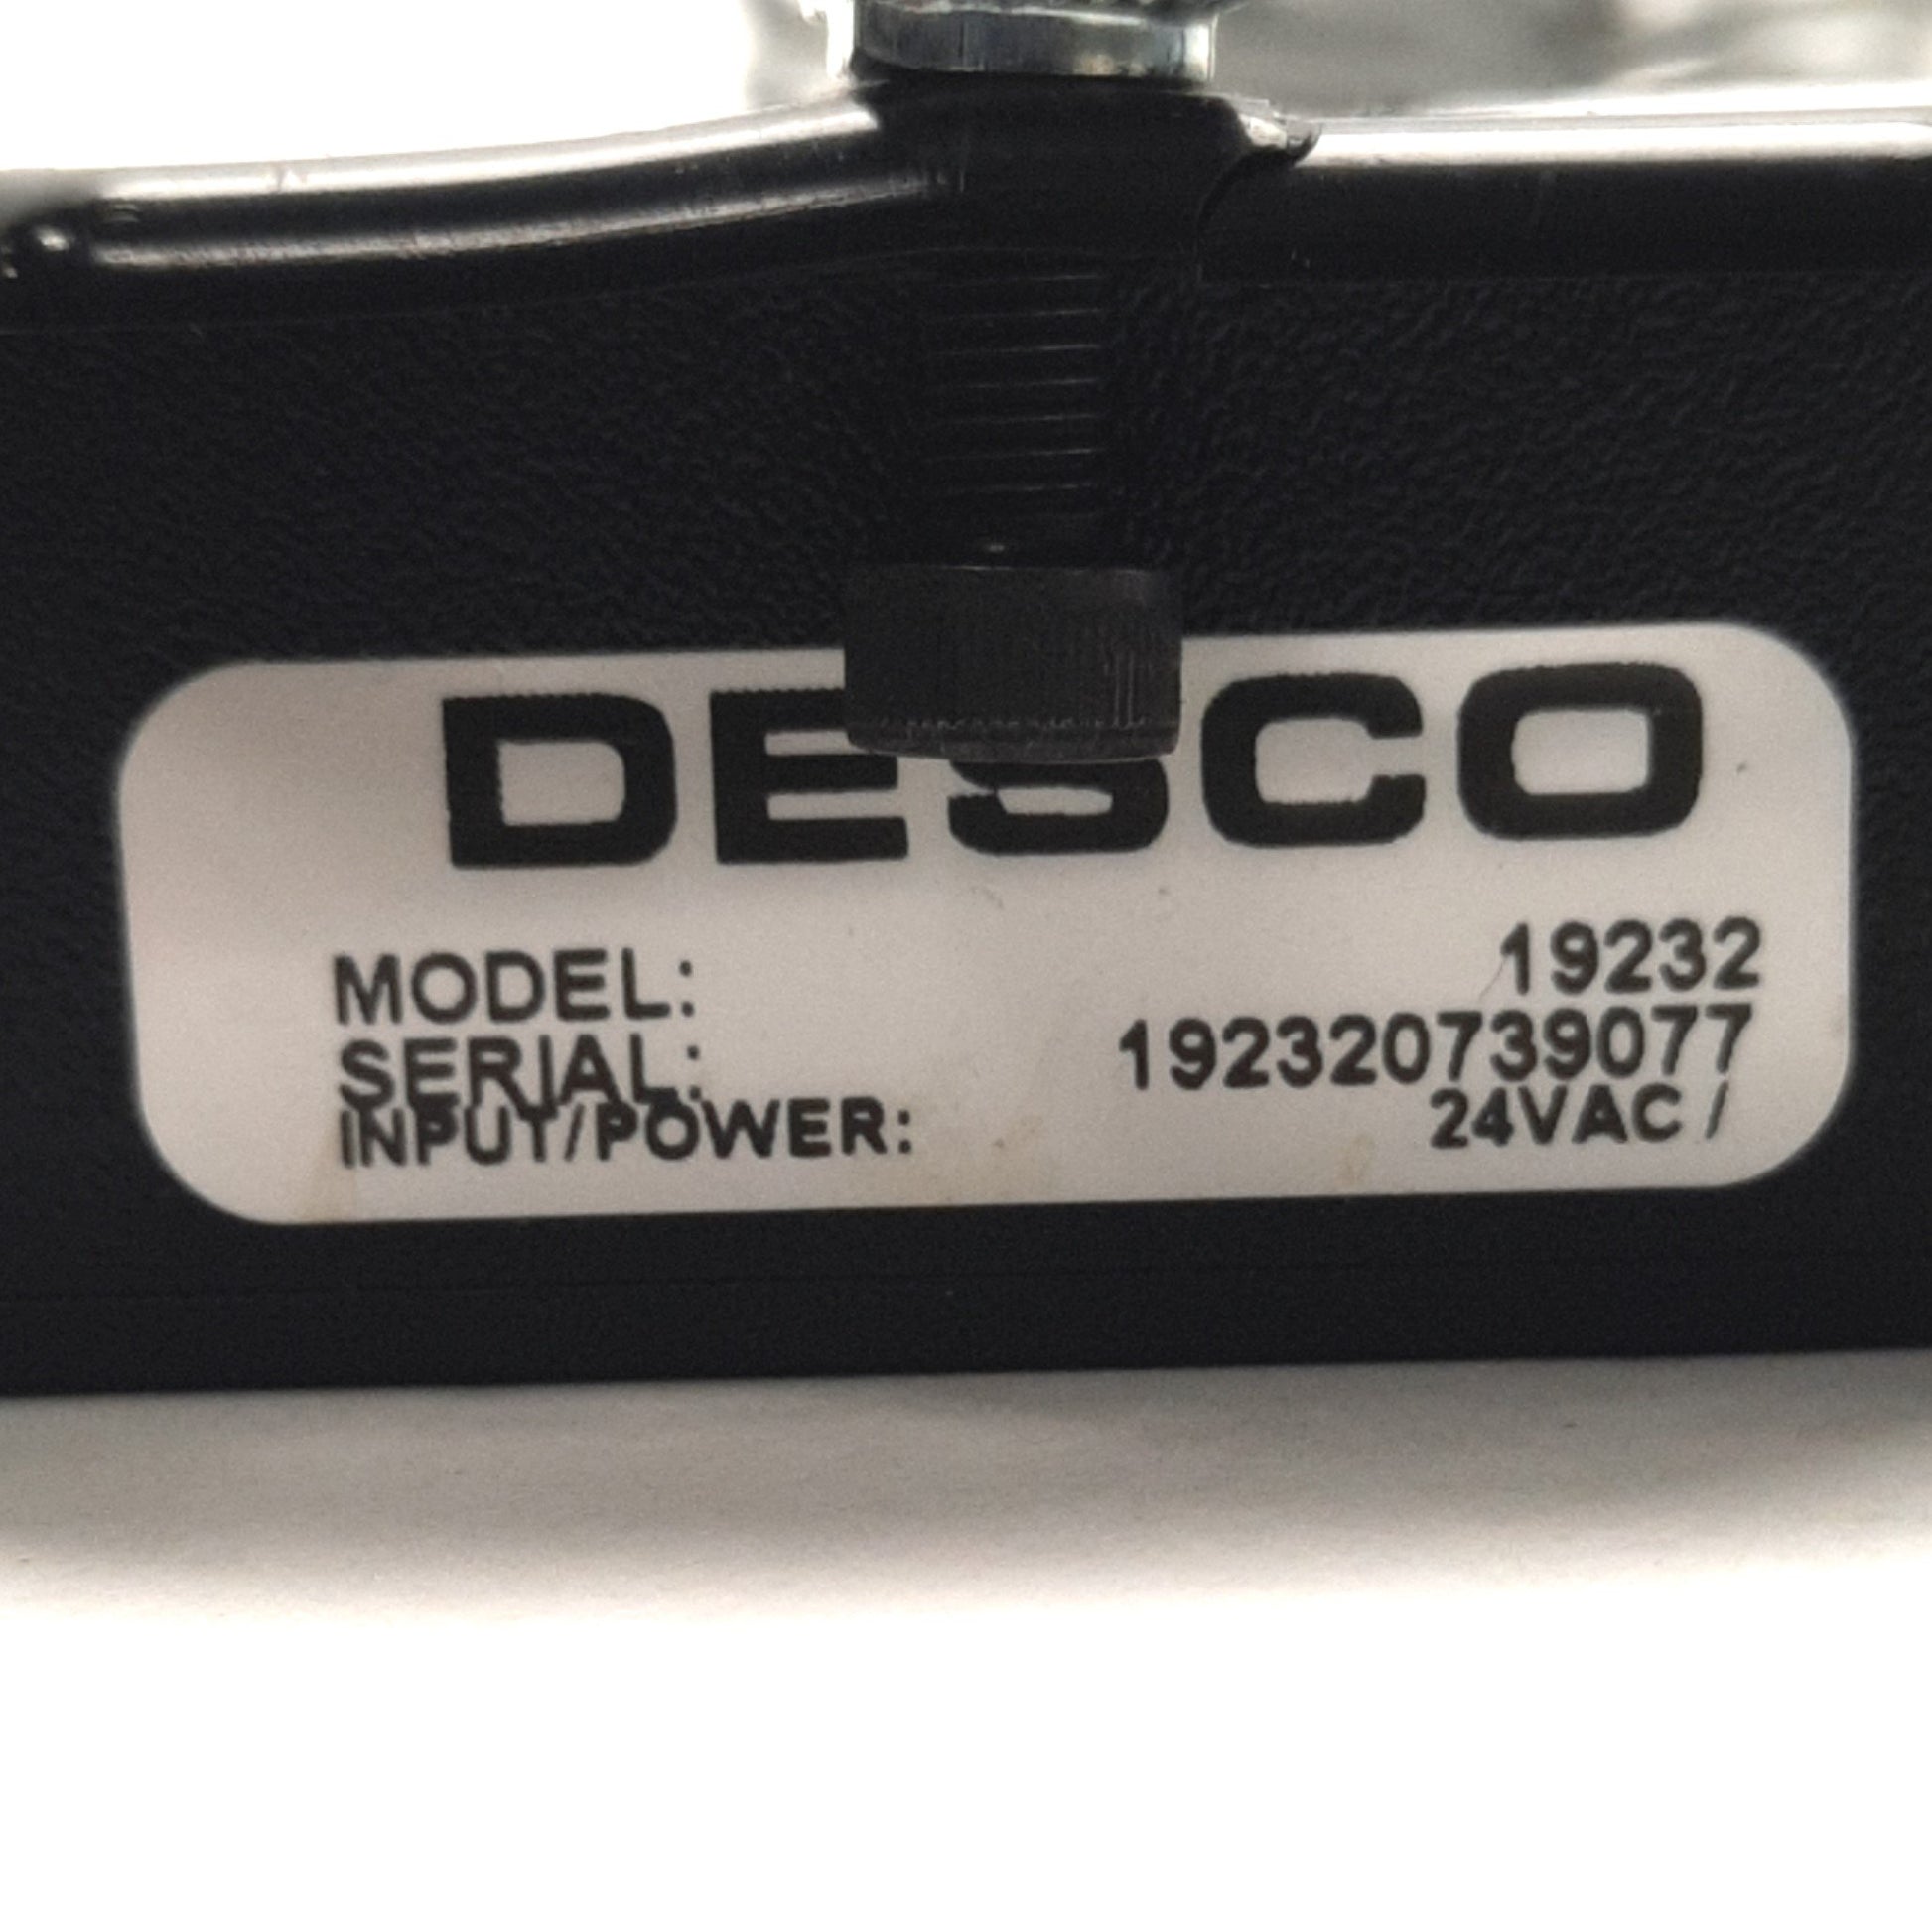 DESCO
MODEL: 19232
SERIAL: 192320739077
INPUT/POWER: 24VAC /